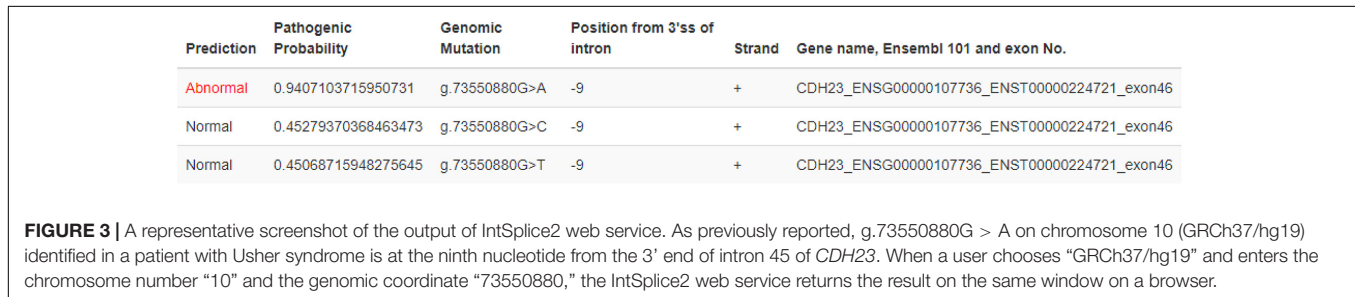 Prediction Pathogenic Probability Genomic Mutation Position from 3'ss of intron Strand Gene name, Ensembl 101 and exon No.
Abnormal 0.9407103715950731 g.73550880G>A -9 + CDH23_ENSG00000107736_ENST00000224721_exon46
Normal 0.45279370368463473 g.73550880G>C -9 + CDH23_ENSG00000107736_ENST00000224721_exon46
Normal 0.45068715948275645 g.73550880G>T -9 + CDH23_ENSG00000107736_ENST00000224721_exon46
FIGURE 3 | A representative screenshot of the output of IntSplice2 web service. As previously reported, g.73550880G > A on chromosome 10 (GRCh37/hg19)
identified in a patient with Usher syndrome is at the ninth nucleotide from the 3' end of intron 45 of CDH23. When a user chooses “GRCh37/hg19” and enters the
chromosome number “10” and the genomic coordinate “73550880,” the IntSplice2 web service returns the result on the same window on a browser.